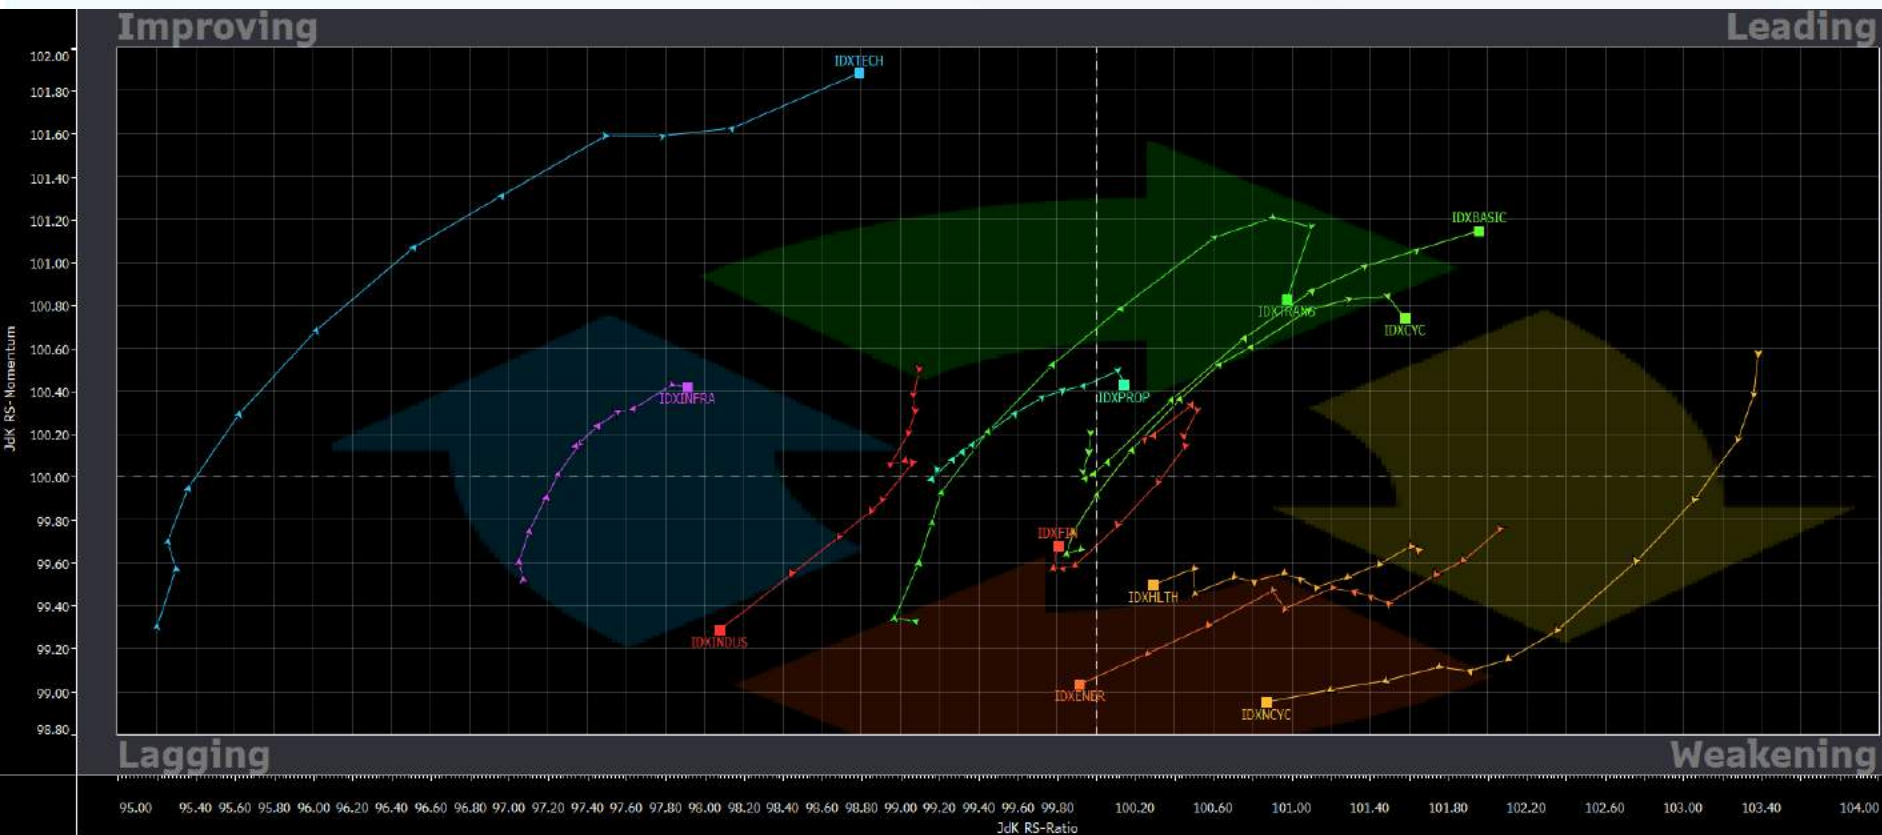 Improving
Leading
102.00
101.80
101.60
101.40
101.20
101.00
100.80
100.60
100.40
100.20
100.00
99.80
99.60
99.40
99.20
99.00
98.80
JdK RS-Momentum
IDXTECH
IDXBASIC
IDXTRANS
IDXCYC
IDXINFRA
IDXPROP
IDXFIN
IDXHLTH
IDXINDUS
IDXENER
IDXNCYC
Lagging
Weakening
95.00 95.40 95.60 95.80 96.00 96.20 96.40 96.60 96.80 97.00 97.20 97.40 97.60 97.80 98.00 98.20 98.40 98.60 98.80 99.00 99.20 99.40 99.60 99.80 100.20 100.60 101.00 101.40 101.80 102.20 102.60 103.00 103.40 104.00
JdK RS-Ratio